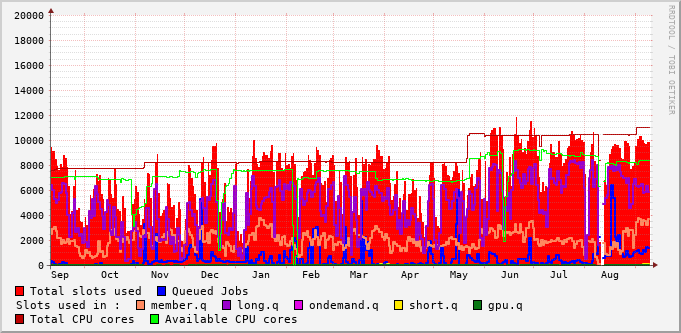 20000
18000
16000
14000
12000
10000
8000
6000
4000
2000
0
Sep Oct Nov Dec Jan Feb Mar Apr May Jun Jul Aug
RRDTOOL / TOBI OETIKER
Total slots used Queued Jobs
Slots used in : member.q long.q ondemand.q short.q gpu.q
Total CPU cores Available CPU cores